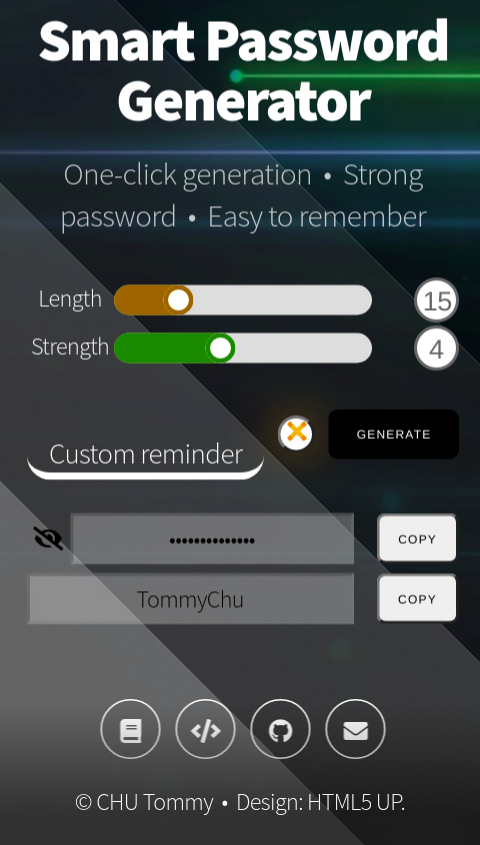 Smart Password
Generator
One-click generation • Strong
password • Easy to remember
Length 15
Strength 4
Custom reminder GENERATE
•••••••••••••• COPY
TommyChu COPY
© CHU Tommy • Design: HTML5 UP.